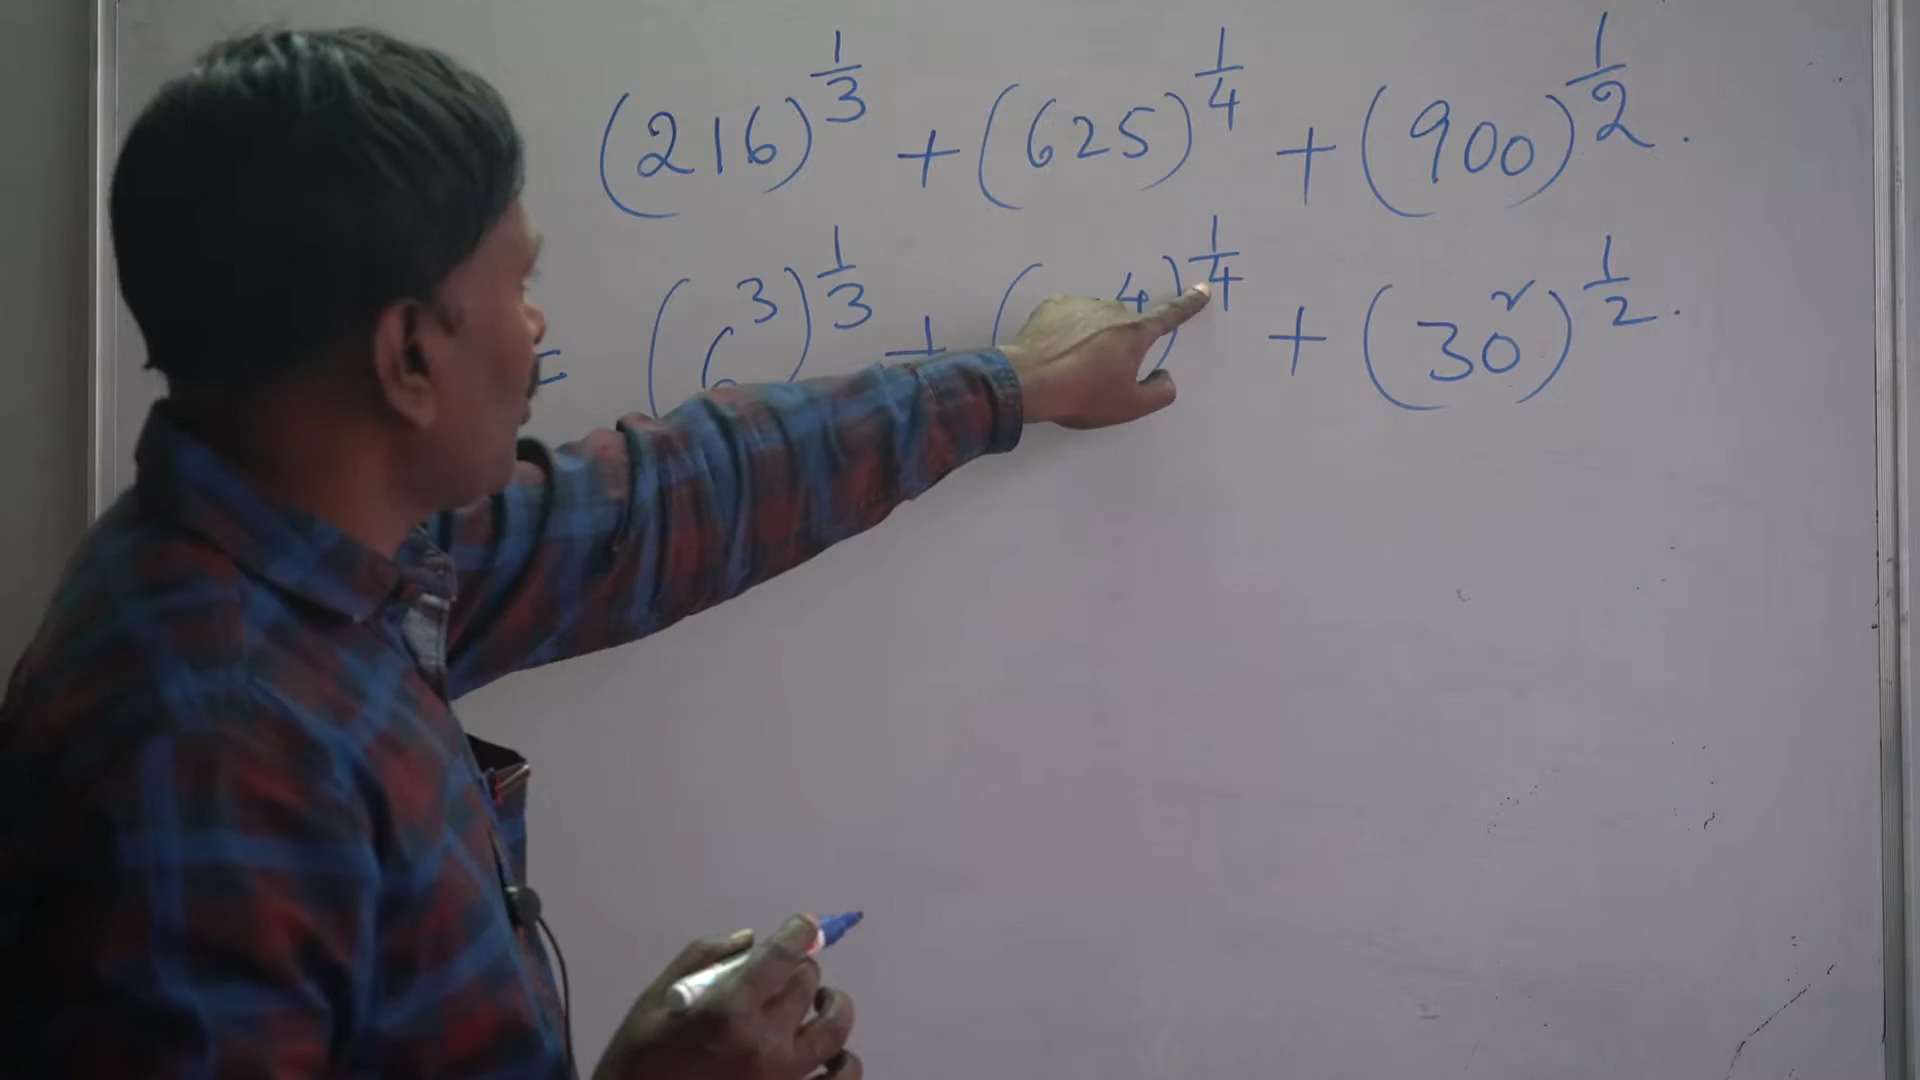 (216)^{1/3} + (625)^{1/4} + (900)^{1/2}.
= (6^3)^{1/3} + ( ^4)^{1/4} + (30^2)^{1/2}.